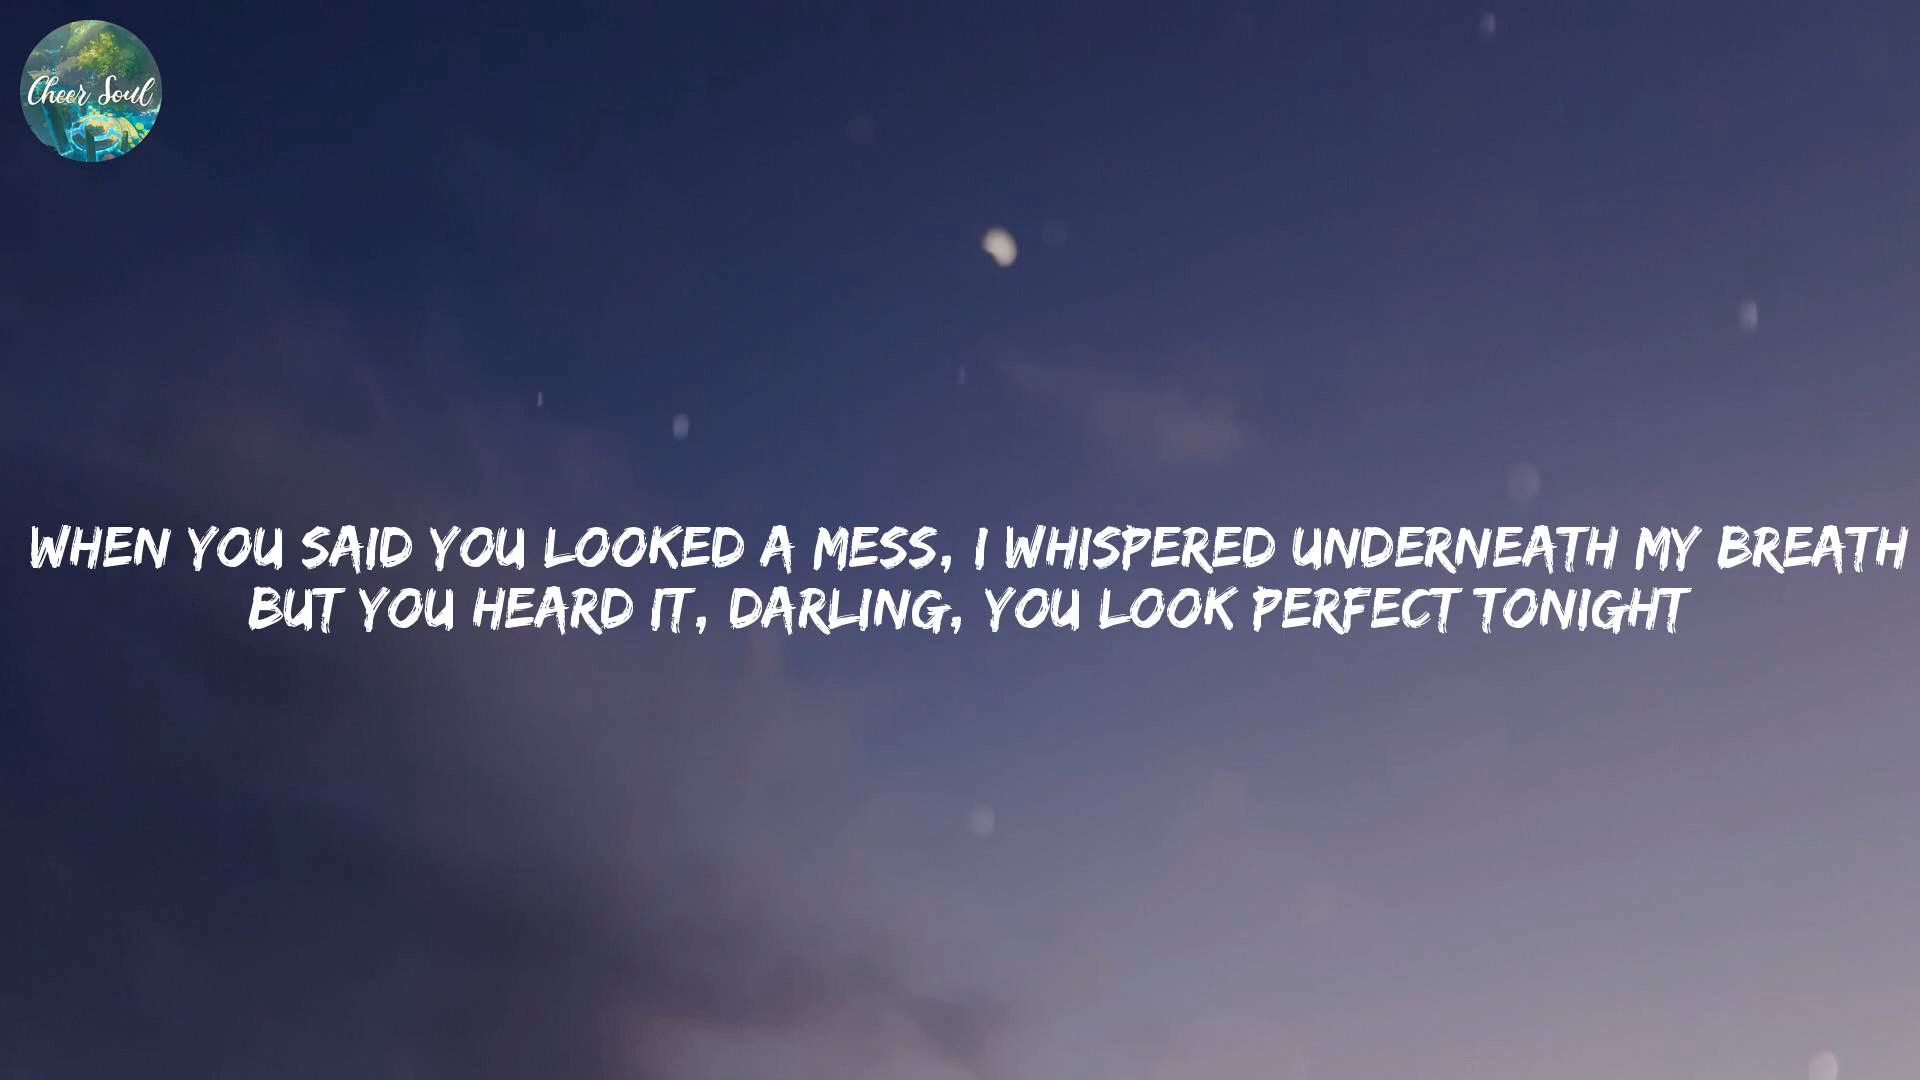 Cheer Soul
WHEN YOU SAID YOU LOOKED A MESS, I WHISPERED UNDERNEATH MY BREATH
BUT YOU HEARD IT, DARLING, YOU LOOK PERFECT TONIGHT